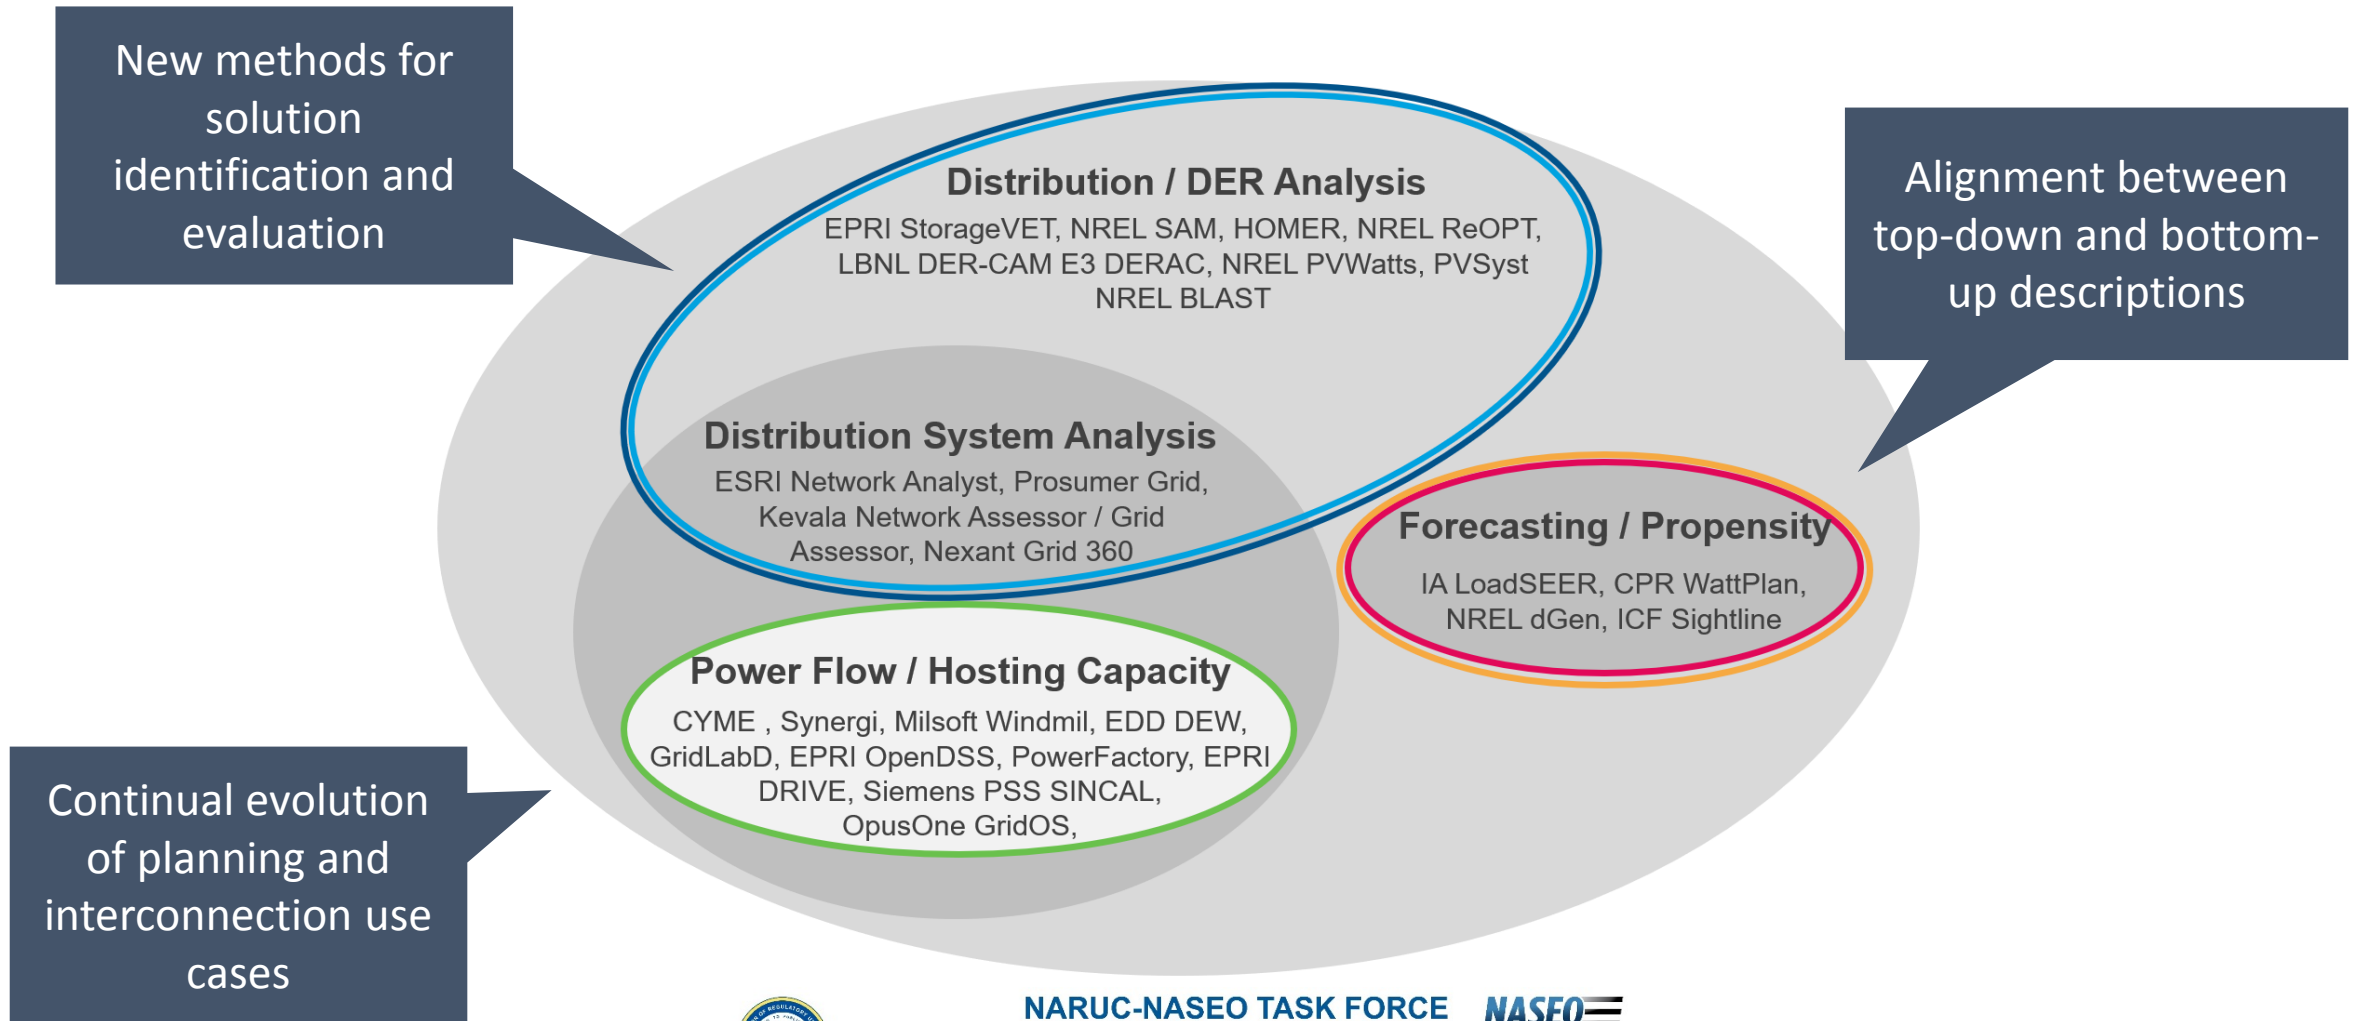 New methods for
solution
identification and
evaluation
Distribution / DER Analysis
EPRI StorageVET, NREL SAM, HOMER, NREL ReOPT,
LBNL DER-CAM E3 DERAC, NREL PVWatts, PVSyst
NREL BLAST
Alignment between
top-down and bottom-
up descriptions
Distribution System Analysis
ESRI Network Analyst, Prosumer Grid,
Kevala Network Assessor / Grid
Assessor, Nexant Grid 360
Forecasting / Propensity
IA LoadSEER, CPR WattPlan,
NREL dGen, ICF Sightline
Power Flow / Hosting Capacity
CYME , Synergi, Milsoft Windmil, EDD DEW,
GridLabD, EPRI OpenDSS, PowerFactory, EPRI
DRIVE, Siemens PSS SINCAL,
OpusOne GridOS,
Continual evolution
of planning and
interconnection use
cases
OF REGULATORY
NARUC-NASEO TASK FORCE
NASEO